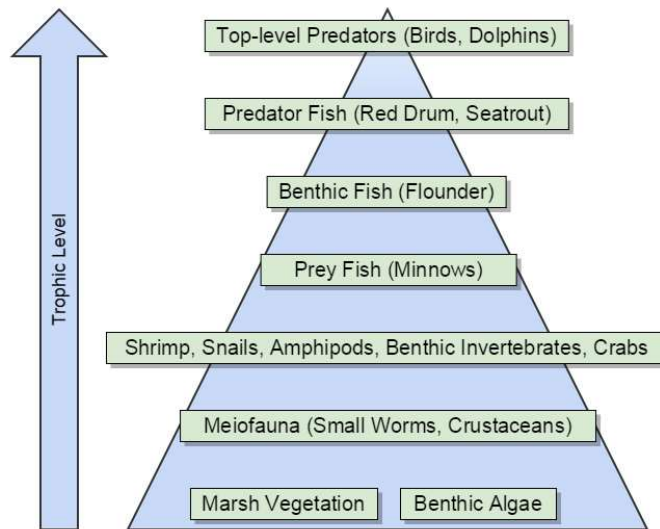 Top-level Predators (Birds, Dolphins)
Predator Fish (Red Drum, Seatrout)
Benthic Fish (Flounder)
Prey Fish (Minnows)
Shrimp, Snails, Amphipods, Benthic Invertebrates, Crabs
Meiofauna (Small Worms, Crustaceans)
Marsh Vegetation
Benthic Algae
Trophic Level